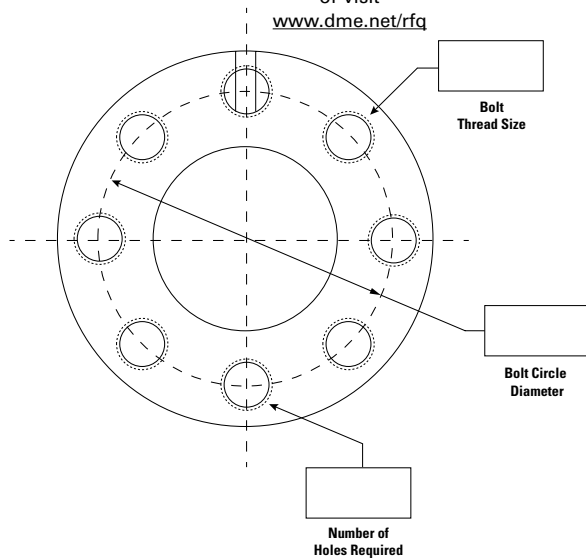 or visit
www.dme.net/rfq
Bolt
Thread Size
Bolt Circle
Diameter
Number of
Holes Required